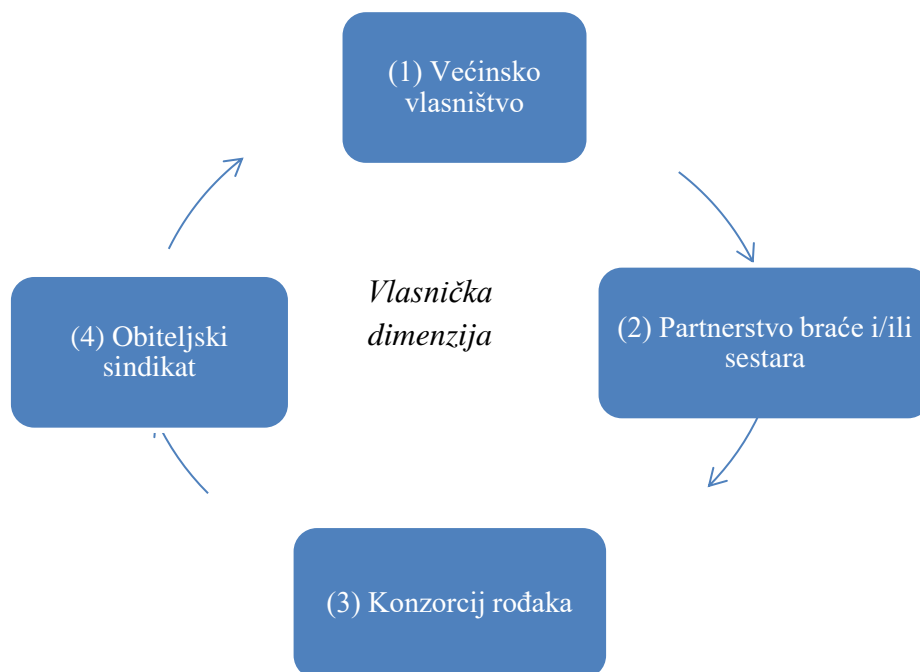 (1) Većinsko
vlasništvo
Vlasnička
dimenzija
(2) Partnerstvo braće i/ili
sestara
(3) Konzorcij rođaka
(4) Obiteljski
sindikat